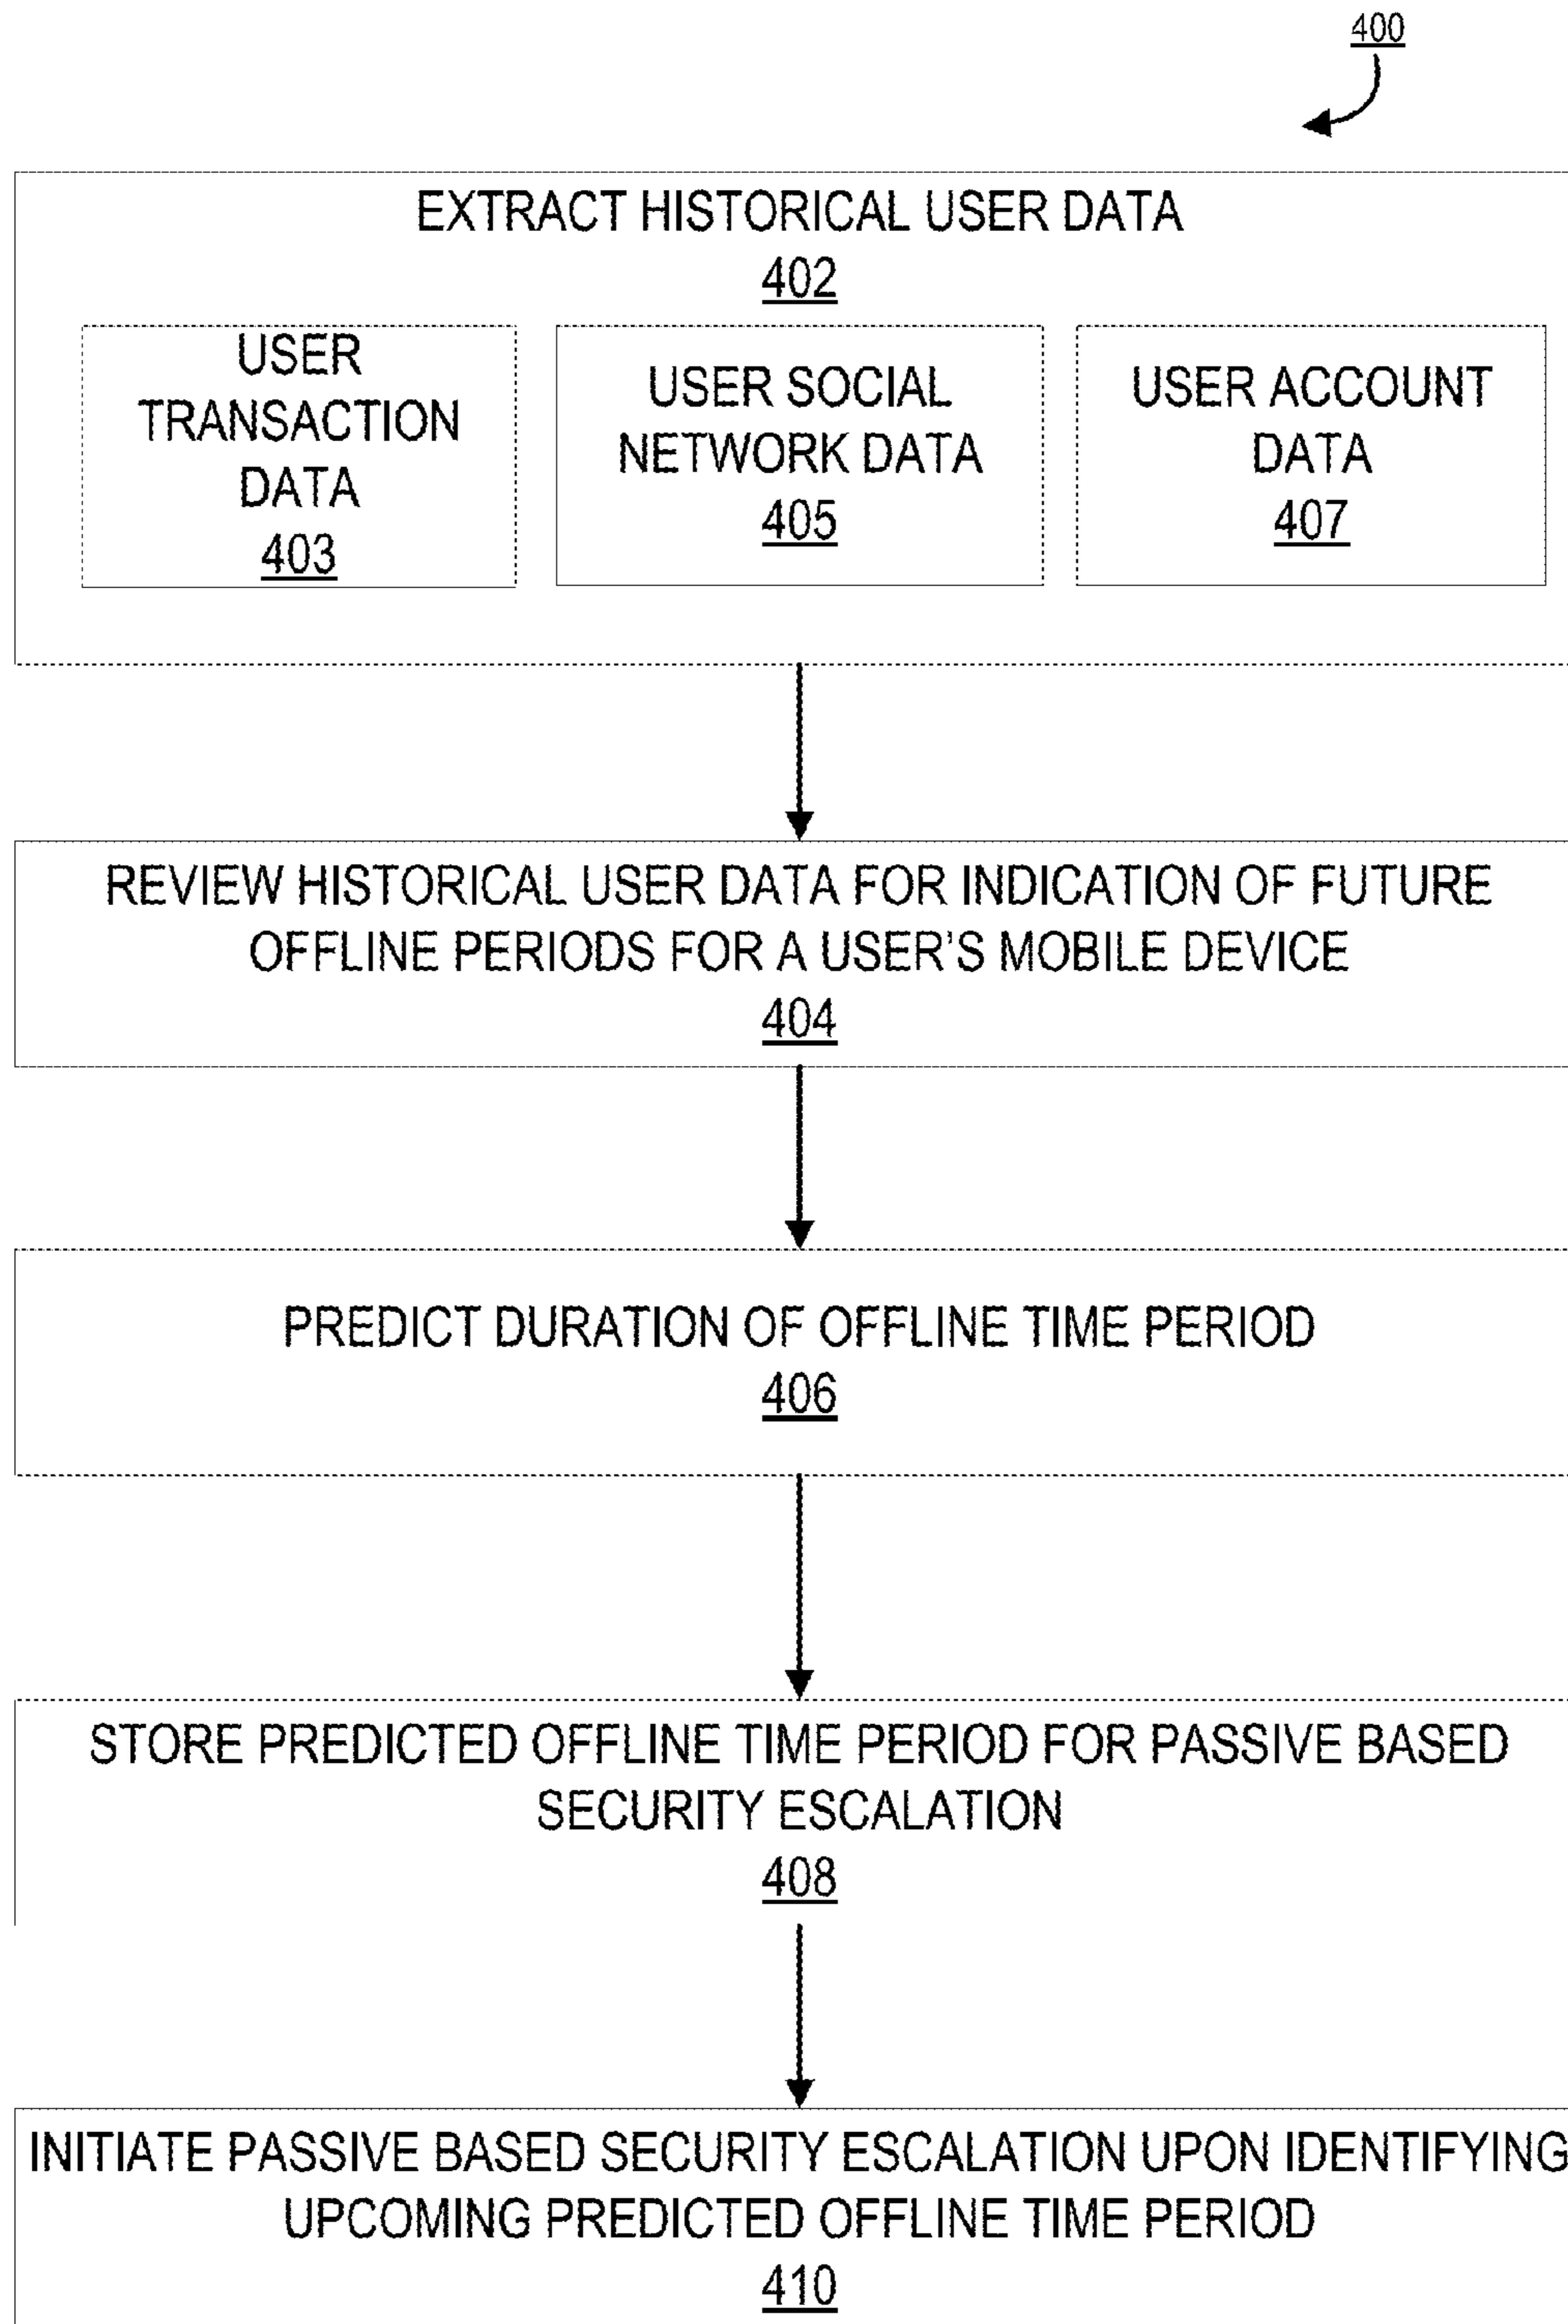 400
EXTRACT HISTORICAL USER DATA
402
USER
TRANSACTION
DATA
403
USER SOCIAL
NETWORK DATA
405
USER ACCOUNT
DATA
407
REVIEW HISTORICAL USER DATA FOR INDICATION OF FUTURE
OFFLINE PERIODS FOR A USER'S MOBILE DEVICE
404
PREDICT DURATION OF OFFLINE TIME PERIOD
406
STORE PREDICTED OFFLINE TIME PERIOD FOR PASSIVE BASED
SECURITY ESCALATION
408
INITIATE PASSIVE BASED SECURITY ESCALATION UPON IDENTIFYING
UPCOMING PREDICTED OFFLINE TIME PERIOD
410